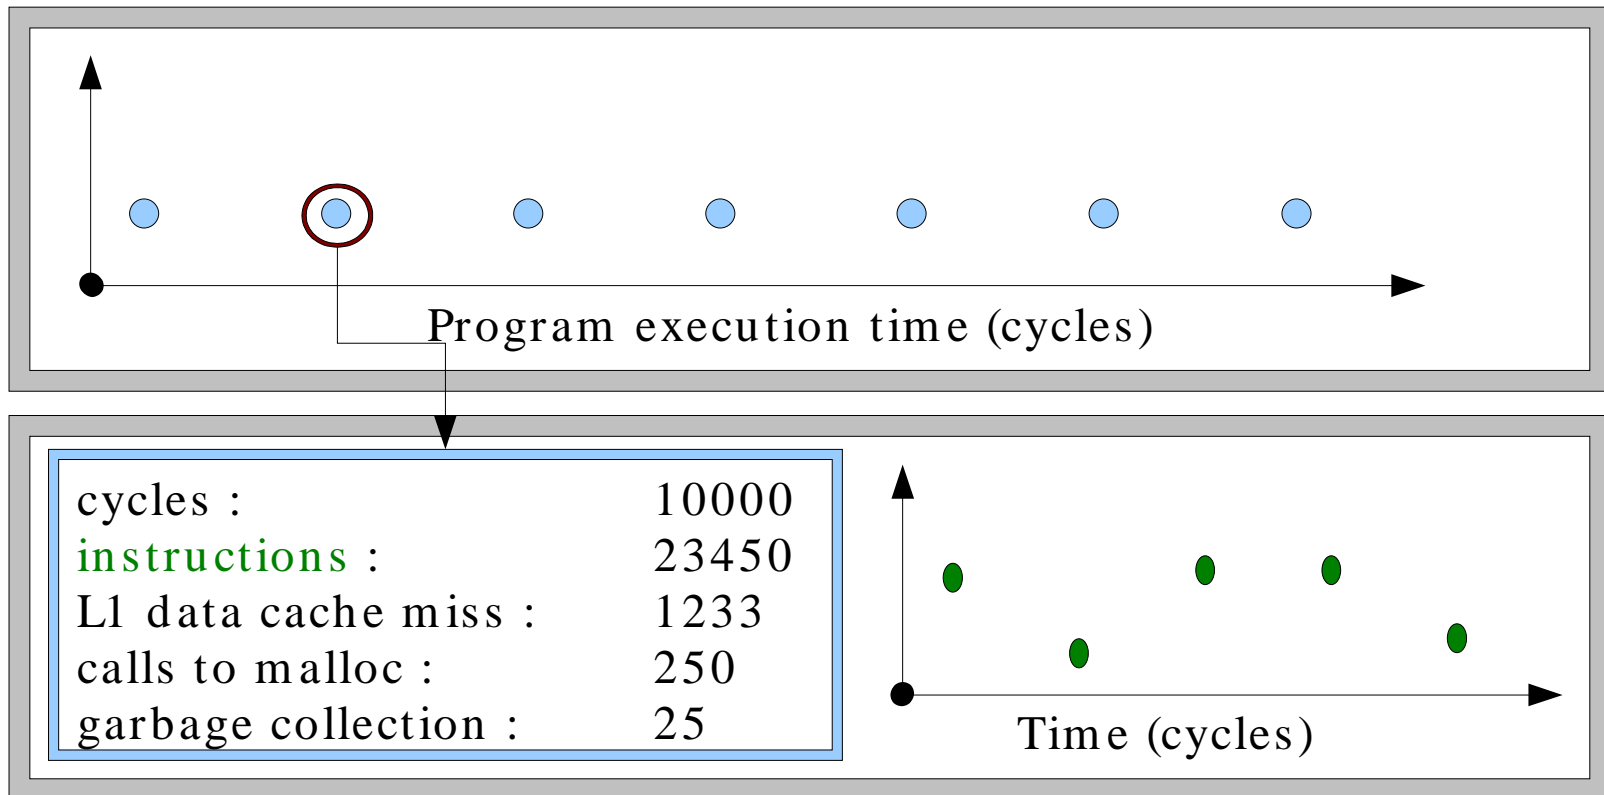 Program execution time (cycles)
cycles : 10000
instructions : 23450
L1 data cache miss : 1233
calls to malloc : 250
garbage collection : 25
Time (cycles)